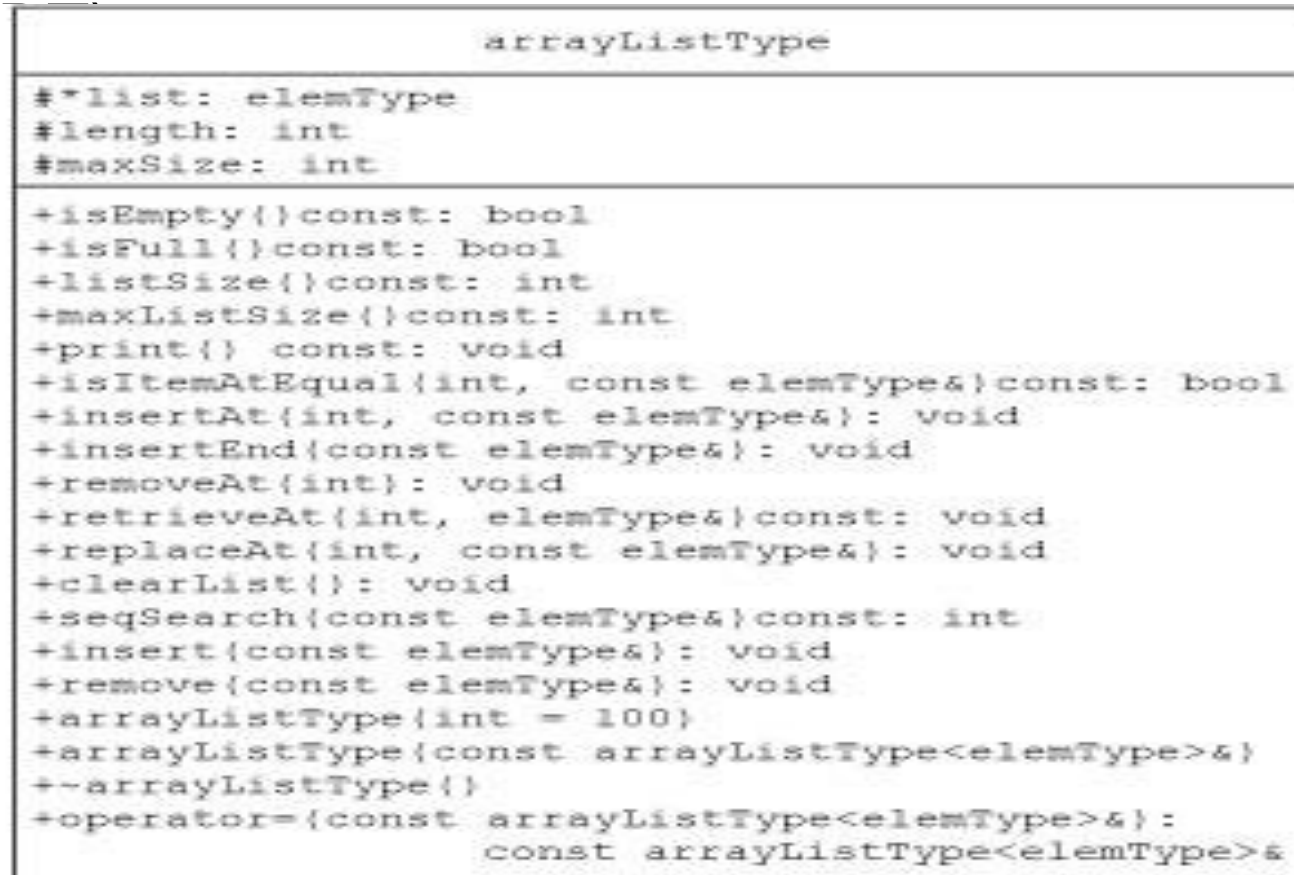 arrayListType
#*list: elemType
#length: int
#maxSize: int
+isEmpty()const: bool
+isFull()const: bool
+listSize()const: int
+maxListSize()const: int
+print() const: void
+isItemAtEqual(int, const elemType&)const: bool
+insertAt(int, const elemType&): void
+insertEnd(const elemType&): void
+removeAt(int): void
+retrieveAt(int, elemType&)const: void
+replaceAt(int, const elemType&): void
+clearList(): void
+seqSearch(const elemType&)const: int
+insert(const elemType&): void
+remove(const elemType&): void
+arrayListType(int = 100)
+arrayListType(const arrayListType<elemType>&)
+~arrayListType()
+operator=(const arrayListType<elemType>&):
const arrayListType<elemType>&